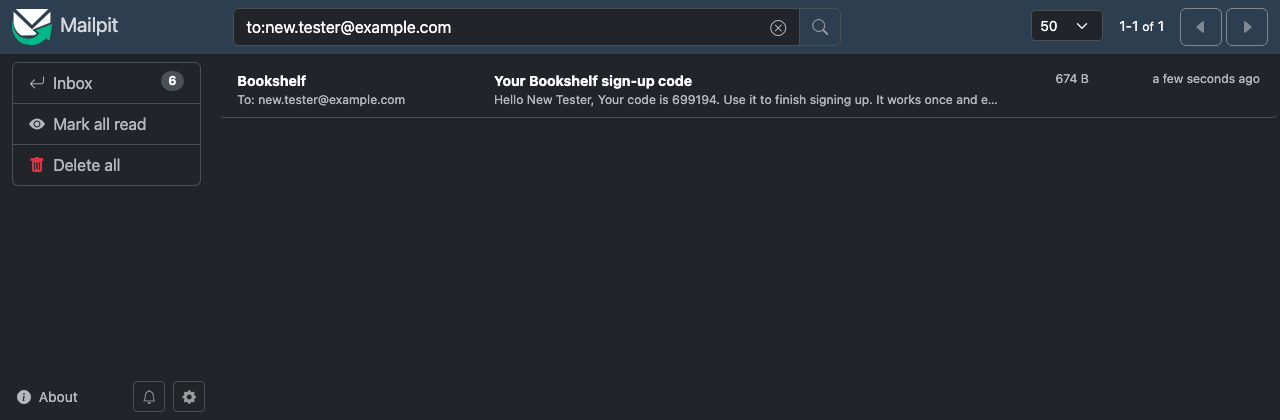 Mailpit
to:new.tester@example.com
50
1-1 of 1
Inbox 6
Mark all read
Delete all
Bookshelf
To: new.tester@example.com
Your Bookshelf sign-up code
Hello New Tester, Your code is 699194. Use it to finish signing up. It works once and e...
674 B
a few seconds ago
About